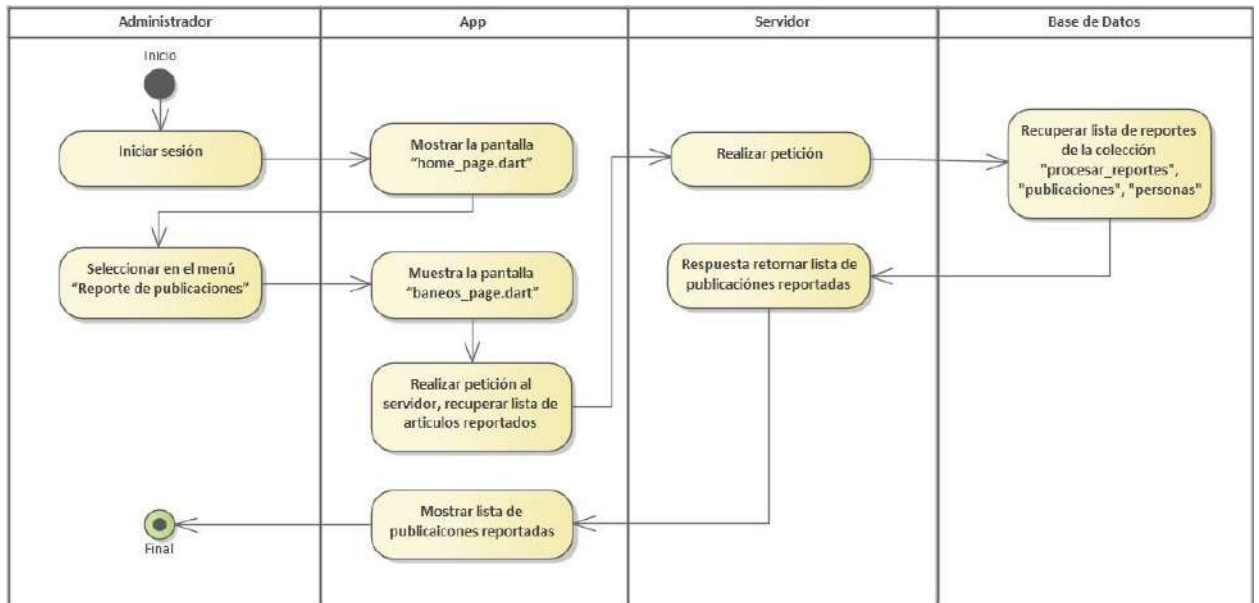 Administrador
App
Servidor
Base de Datos
Inicio
Iniciar sesión
Mostrar la pantalla
“home_page.dart”
Realizar petición
Recuperar lista de reportes
de la colección
"procesar_reportes",
"publicaciones", "personas"
Seleccionar en el menú
“Reporte de publicaciones”
Muestra la pantalla
“baneos_page.dart”
Respuesta retornar lista de
publicaciónes reportadas
Realizar petición al
servidor, recuperar lista de
articulos reportados
Mostrar lista de
publicaicones reportadas
Final